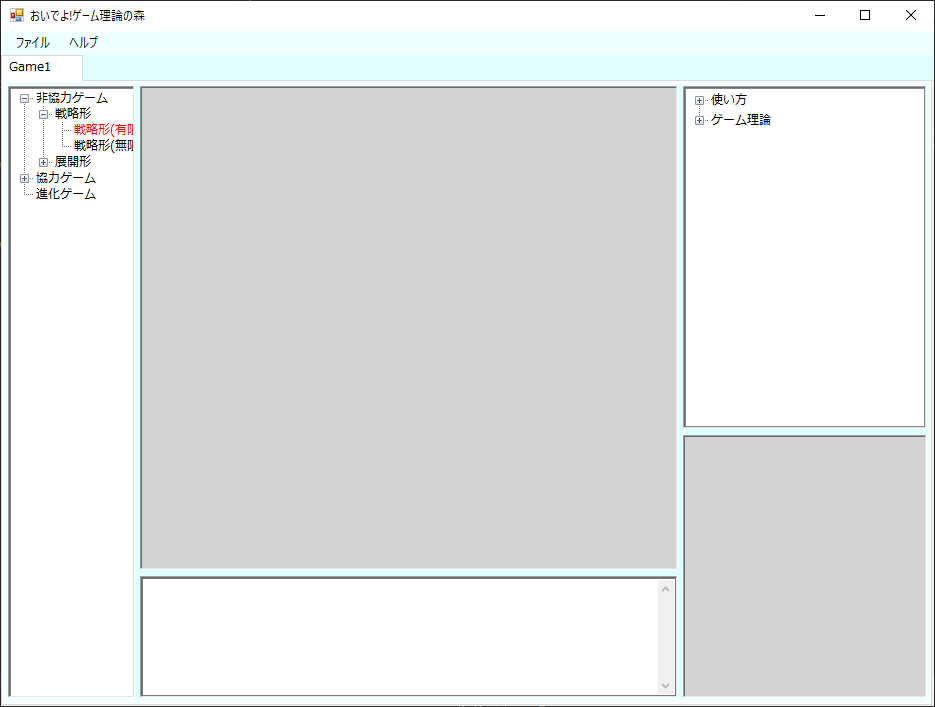 おいでよ!ゲーム理論の森
ファイル ヘルプ
Game1
非協力ゲーム
戦略形
戦略形(有
戦略形(無
展開形
協力ゲーム
進化ゲーム
使い方
ゲーム理論